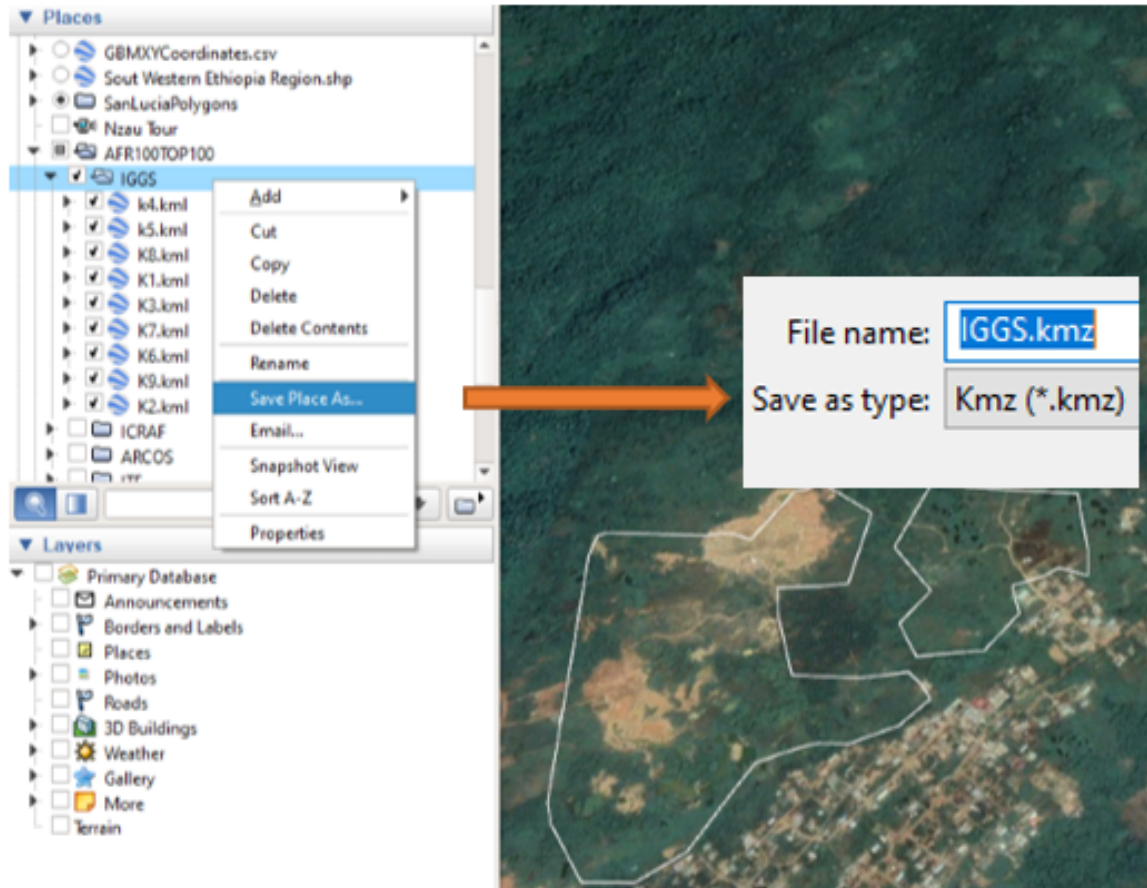 Places
GBMXYCoordinates.csv
Sout Western Ethiopia Region.shp
SanLuciaPolygons
Nzau Tour
AFR100TOP100
IGGS
k4.kml
k5.kml
K8.kml
K1.kml
K3.kml
K7.kml
K6.kml
K9.kml
K2.kml
ICRAF
ARCOS
Add
Cut
Copy
Delete
Delete Contents
Rename
Save Place As...
Email...
Snapshot View
Sort A-Z
Properties
File name: IGGS.kmz
Save as type: Kmz (*.kmz)
Layers
Primary Database
Announcements
Borders and Labels
Places
Photos
Roads
3D Buildings
Weather
Gallery
More
Terrain